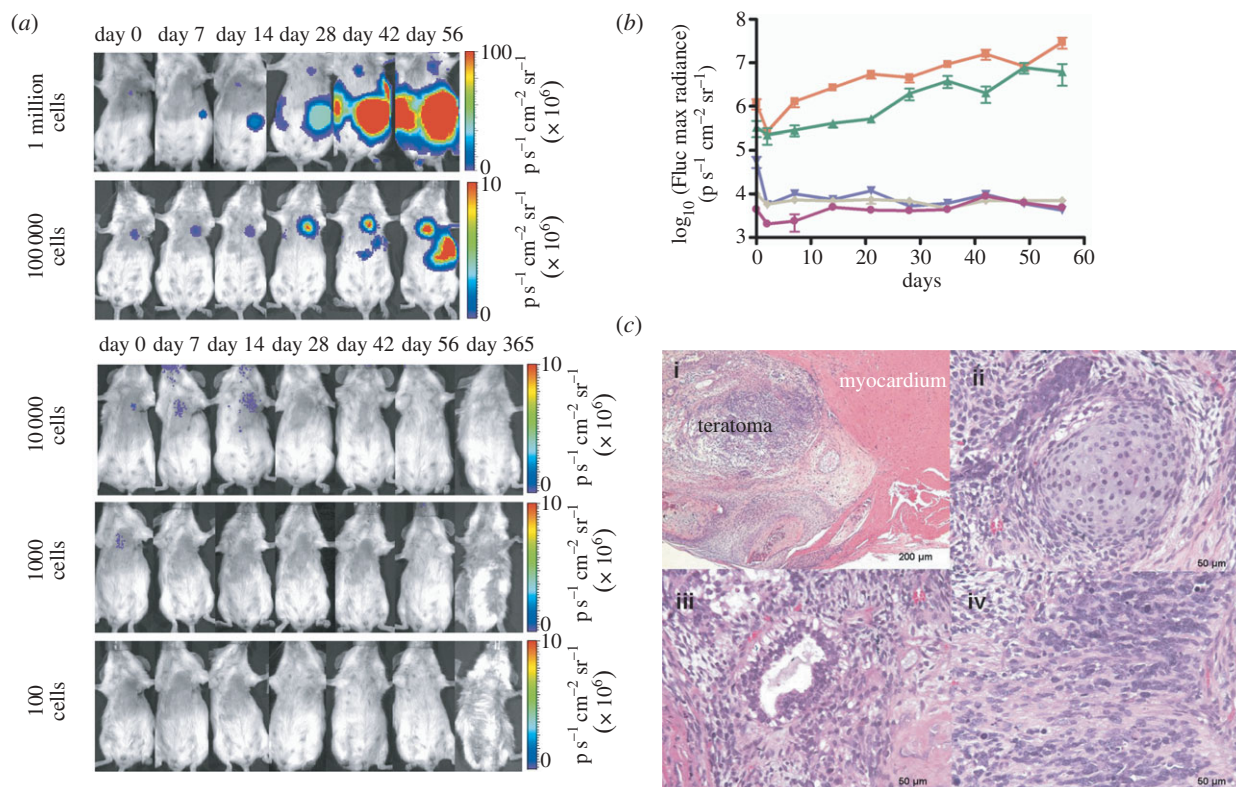 (a)
day 0 day 7 day 14 day 28 day 42 day 56
1 million
cells
100
0
p s⁻¹ cm⁻² sr⁻¹
(× 10⁶)
100 000
cells
10
0
p s⁻¹ cm⁻² sr⁻¹
(× 10⁶)
day 0 day 7 day 14 day 28 day 42 day 56 day 365
10 000
cells
10
0
p s⁻¹ cm⁻² sr⁻¹
(× 10⁶)
1000
cells
10
0
p s⁻¹ cm⁻² sr⁻¹
(× 10⁶)
100
cells
10
0
p s⁻¹ cm⁻² sr⁻¹
(× 10⁶)
(b)
log₁₀ (Fluc max radiance)
(p s⁻¹ cm⁻² sr⁻¹)
8
7
6
5
4
3
0 10 20 30 40 50 60
days
(c)
i
myocardium
teratoma
200 µm
ii
50 µm
iii
50 µm
iv
50 µm